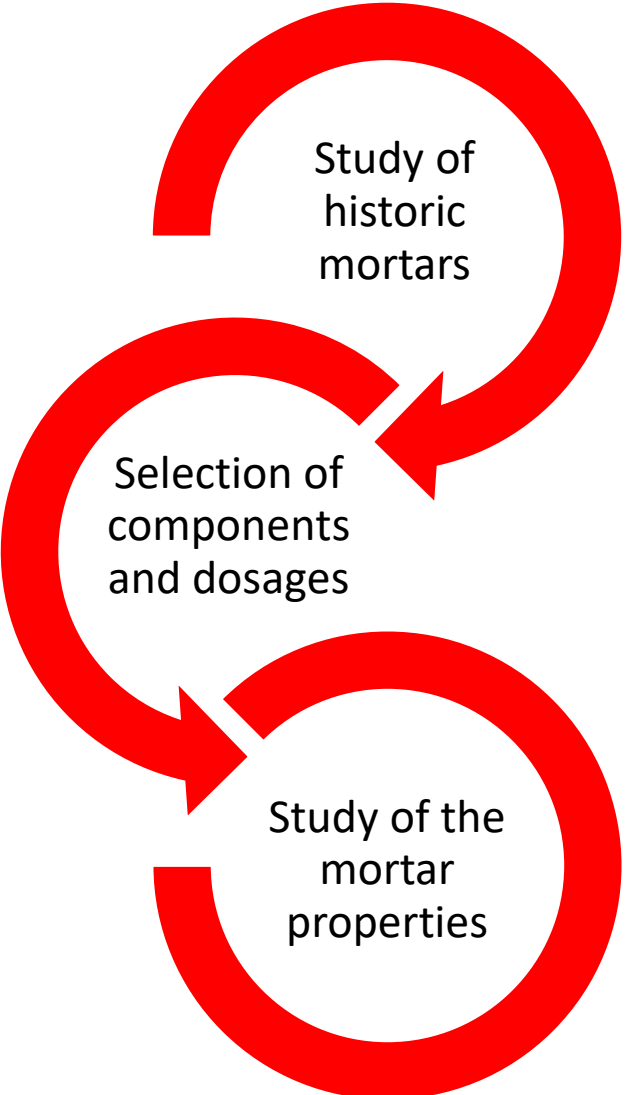 Study of
historic
mortars
Selection of
components
and dosages
Study of the
mortar
properties